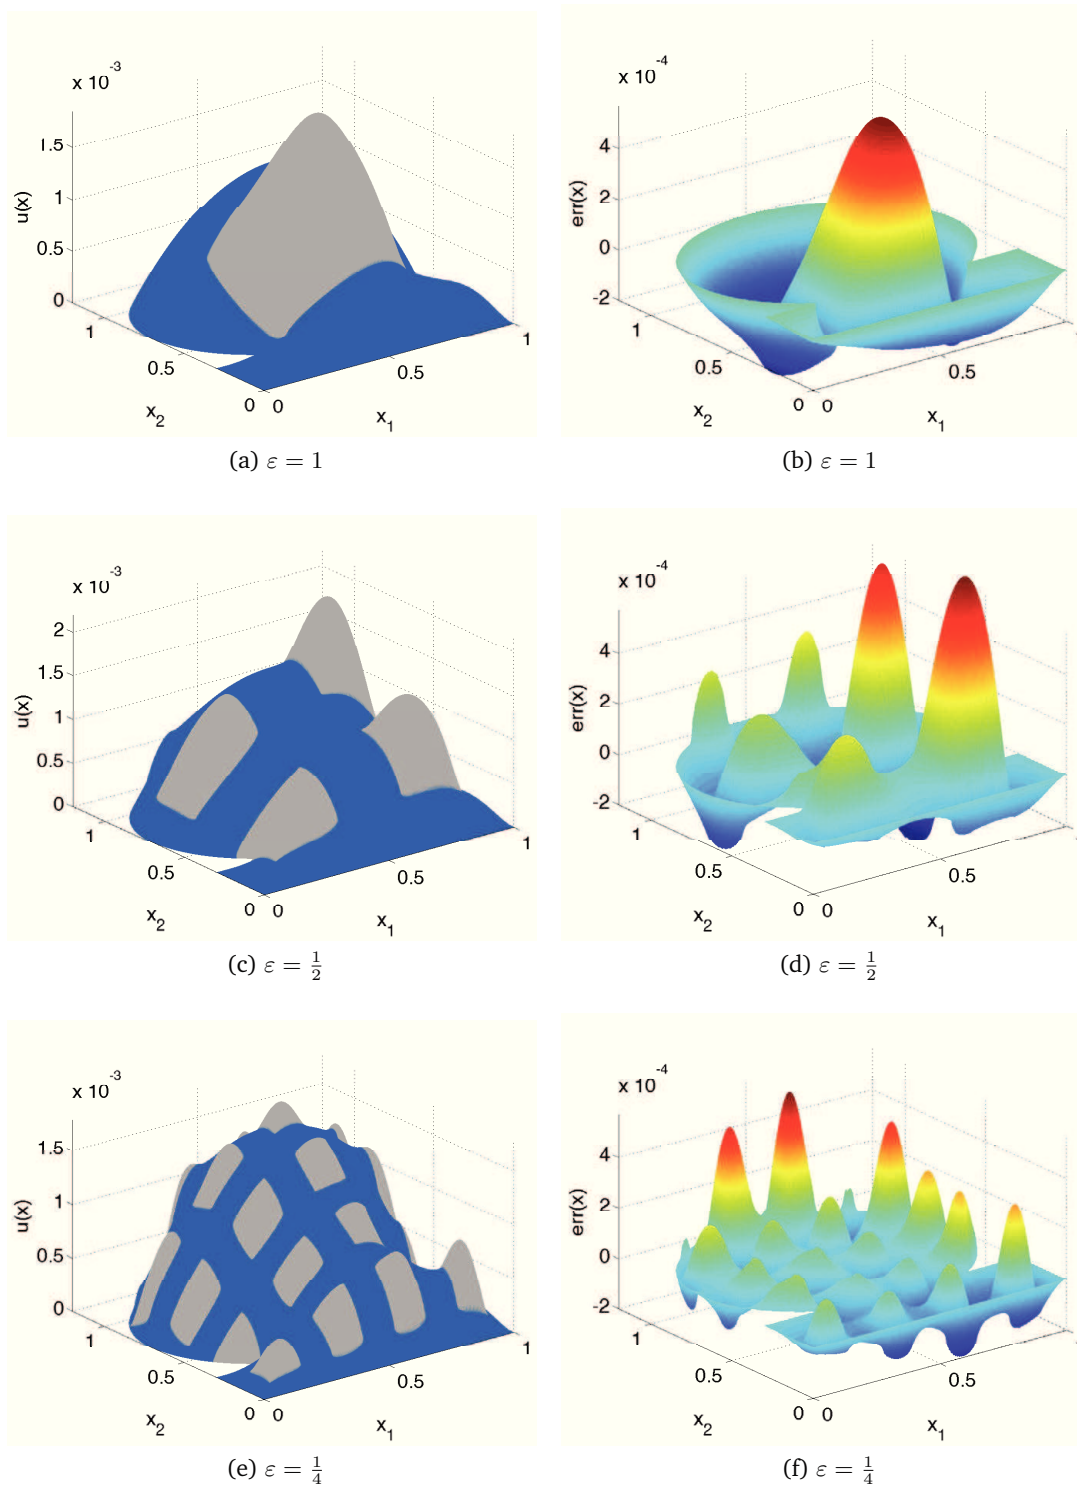 x 10-3
1.5
1
0.5
0
u(x)
1
0.5
0
x2
0
0.5
1
x1
(a) ε = 1
x 10-4
4
2
0
-2
err(x)
1
0.5
0
x2
0
0.5
x1
(b) ε = 1
x 10-3
2
1.5
1
0.5
0
u(x)
1
0.5
0
x2
0
0.5
1
x1
(c) ε = 1/2
x 10-4
4
2
0
-2
err(x)
1
0.5
0
x2
0
0.5
x1
(d) ε = 1/2
x 10-3
1.5
1
0.5
0
u(x)
1
0.5
0
x2
0
0.5
1
x1
(e) ε = 1/4
x 10-4
4
2
0
-2
err(x)
1
0.5
0
x2
0
0.5
x1
(f) ε = 1/4